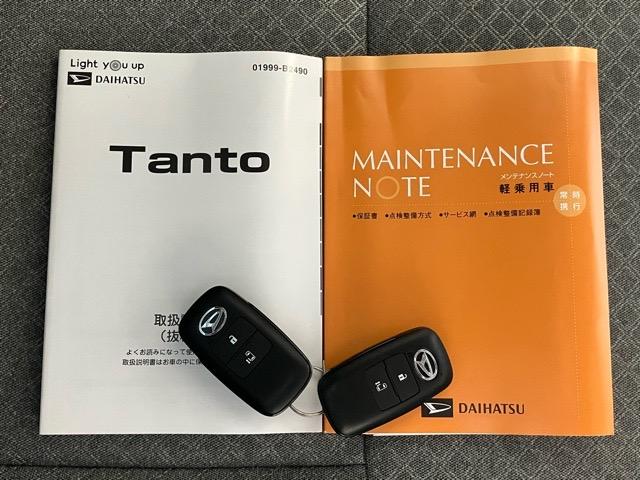 Light you up
DAIHATSU
01999-B2490
Tanto
取扱
(抜
よくお読みになって
取扱説明書はお車の中に
MAINTENANCE
NOTE
メンテナンスノート
軽乗用車
常時
携行
●保証書 ●点検整備方式 ●サービス網 ●点検整備記録簿
DAIHATSU